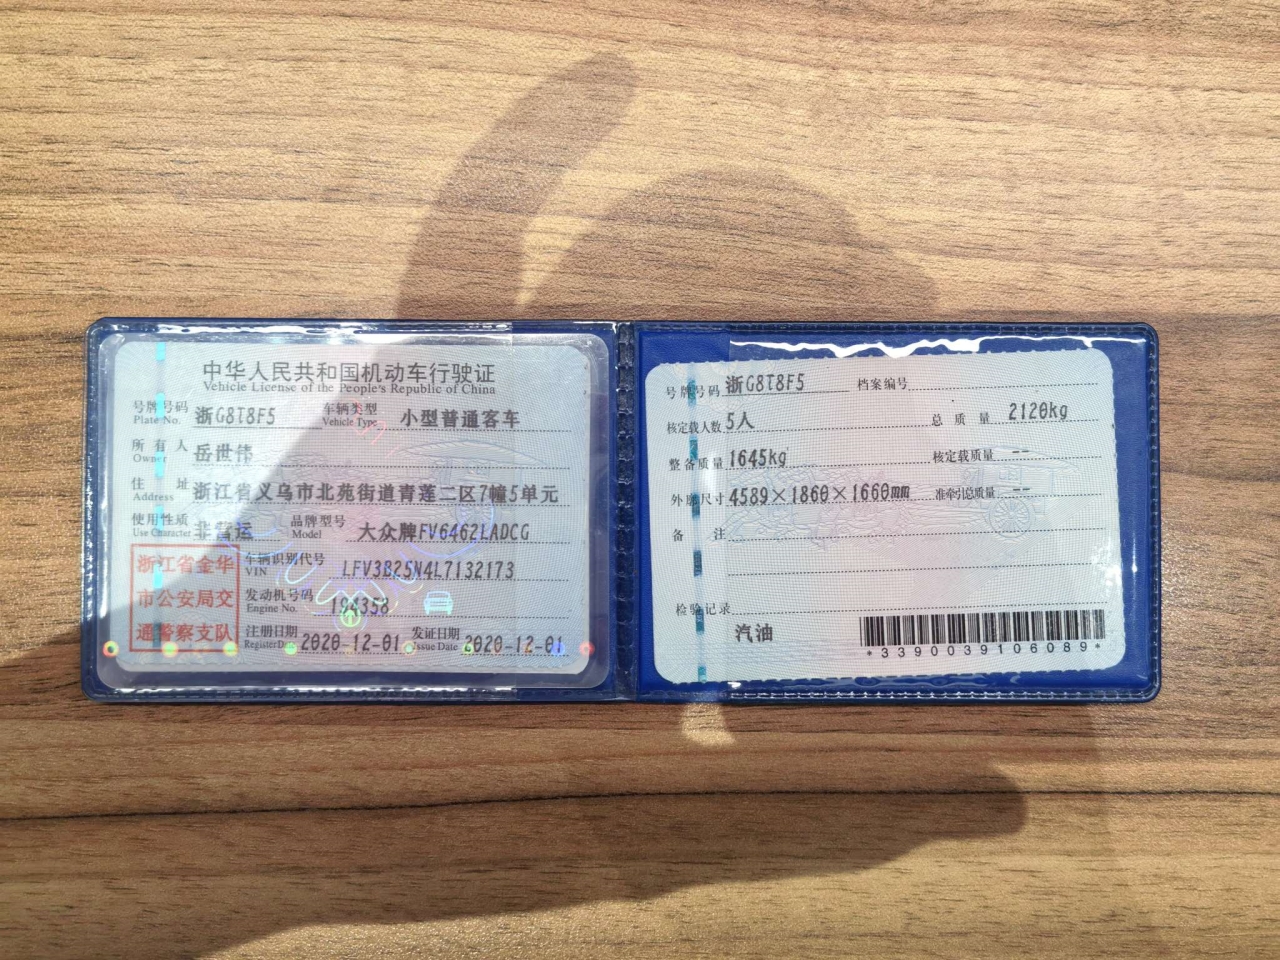 中华人民共和国机动车行驶证
Vehicle License of the People's Republic of China
号牌号码 浙G8T8F5 车辆类型 小型普通客车
Plate No. Vehicle Type
所有人 岳世伟
Owner
住址 浙江省义乌市北苑街道青莲二区7幢5单元
Address
使用性质 非营运 品牌型号 大众牌FV6462LADCG
Use Character Model
浙江省金华
市公安局交
通警察支队
车辆识别代号 LFV3B25N4L7132173
VIN
发动机号码 194358
Engine No.
注册日期 2020-12-01 发证日期 2020-12-01
Register Date Issue Date
号牌号码 浙G8T8F5 档案编号
核定载人数 5人 总质量 2120kg
整备质量 1645kg 核定载质量 --
外廓尺寸 4589×1860×1660mm 准牵引总质量 --
备注
检验记录
汽油
*3390039106089*